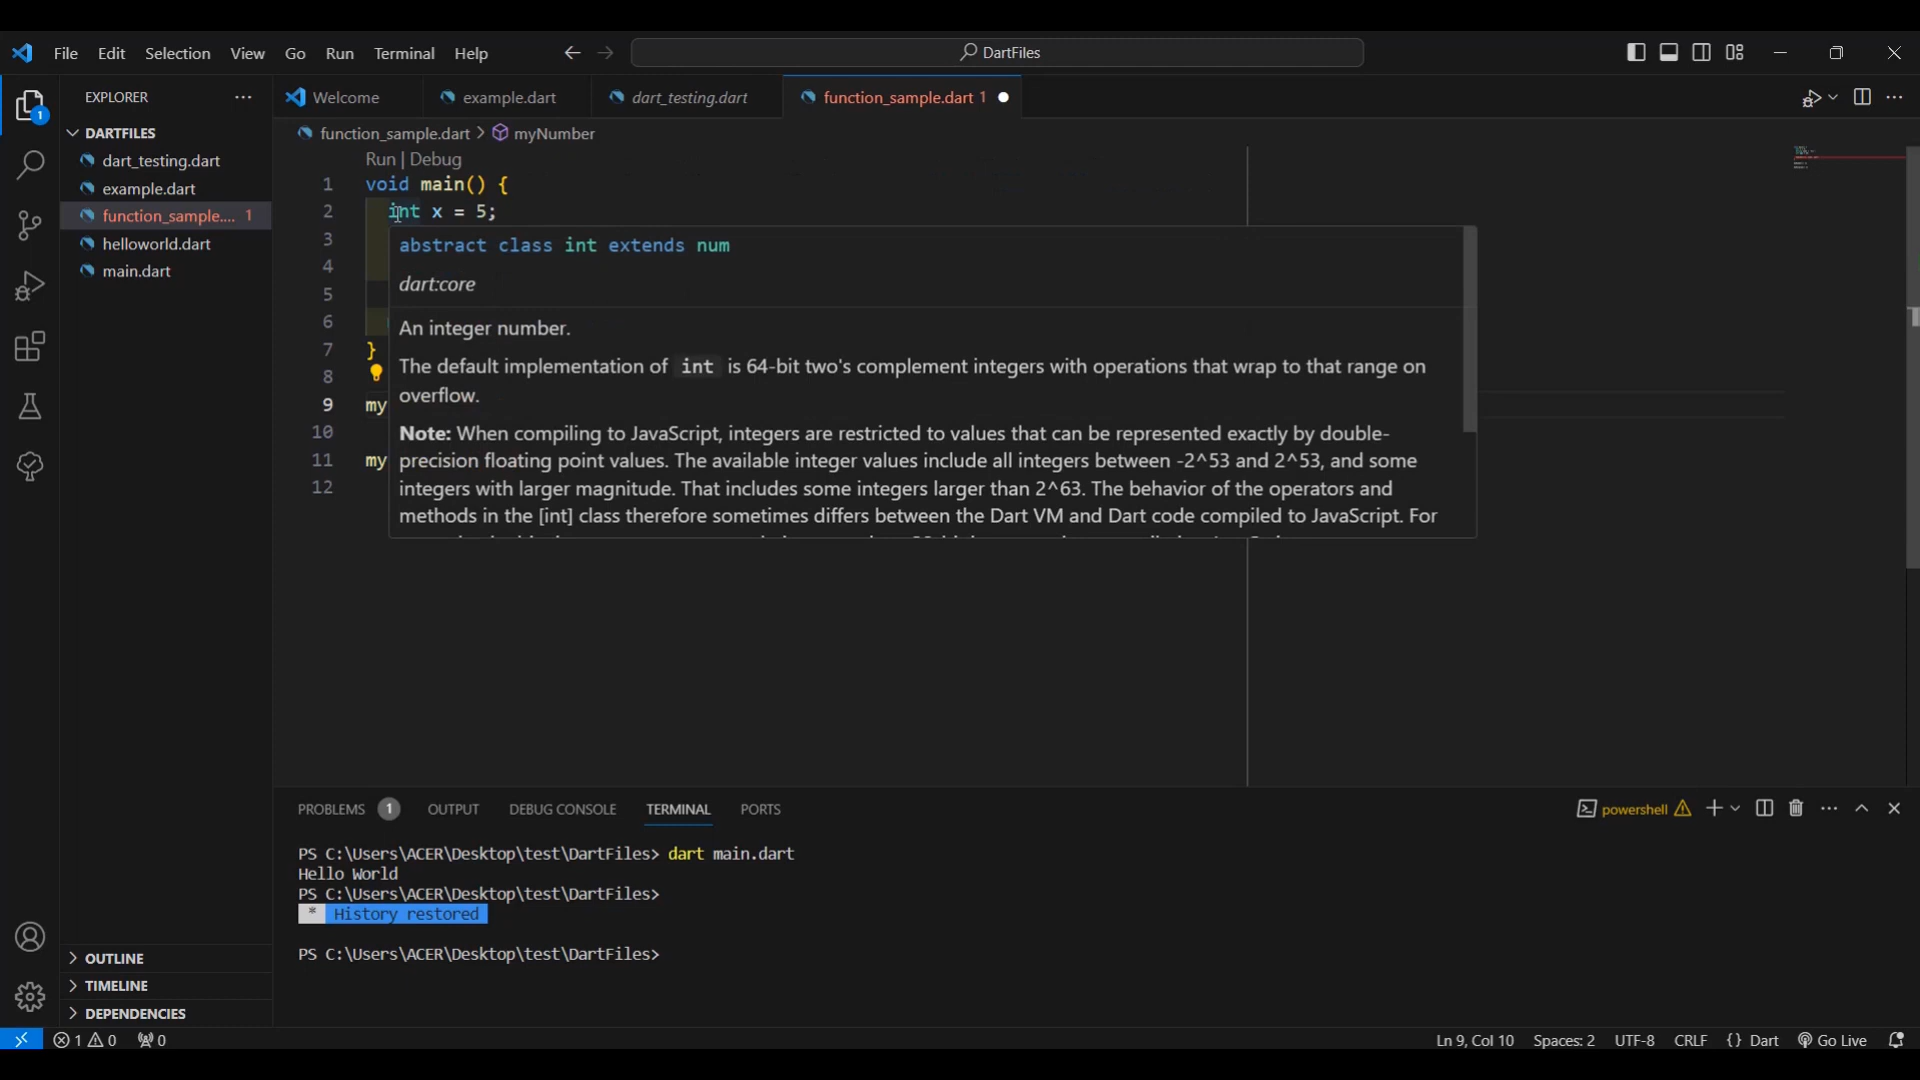 File Edit Selection View Go Run Terminal Help
DartFiles
EXPLORER
Welcome
example.dart
dart_testing.dart
function_sample.dart 1
1
DARTFILES
dart_testing.dart
example.dart
function_sample.... 1
helloworld.dart
main.dart
OUTLINE
TIMELINE
DEPENDENCIES
function_sample.dart > myNumber
Run | Debug
1 void main() {
2 int x = 5;
3
4
5
6
7 }
8
9 my
10
11 my
12
abstract class int extends num
dart:core
An integer number.
The default implementation of int is 64-bit two's complement integers with operations that wrap to that range on
overflow.
Note: When compiling to JavaScript, integers are restricted to values that can be represented exactly by double-
precision floating point values. The available integer values include all integers between -2^53 and 2^53, and some
integers with larger magnitude. That includes some integers larger than 2^63. The behavior of the operators and
methods in the [int] class therefore sometimes differs between the Dart VM and Dart code compiled to JavaScript. For
PROBLEMS 1 OUTPUT DEBUG CONSOLE TERMINAL PORTS
powershell
PS C:\Users\ACER\Desktop\test\DartFiles> dart main.dart
Hello World
PS C:\Users\ACER\Desktop\test\DartFiles>
* History restored
PS C:\Users\ACER\Desktop\test\DartFiles>
1 0 0
Ln 9, Col 10 Spaces: 2 UTF-8 CRLF {} Dart Go Live